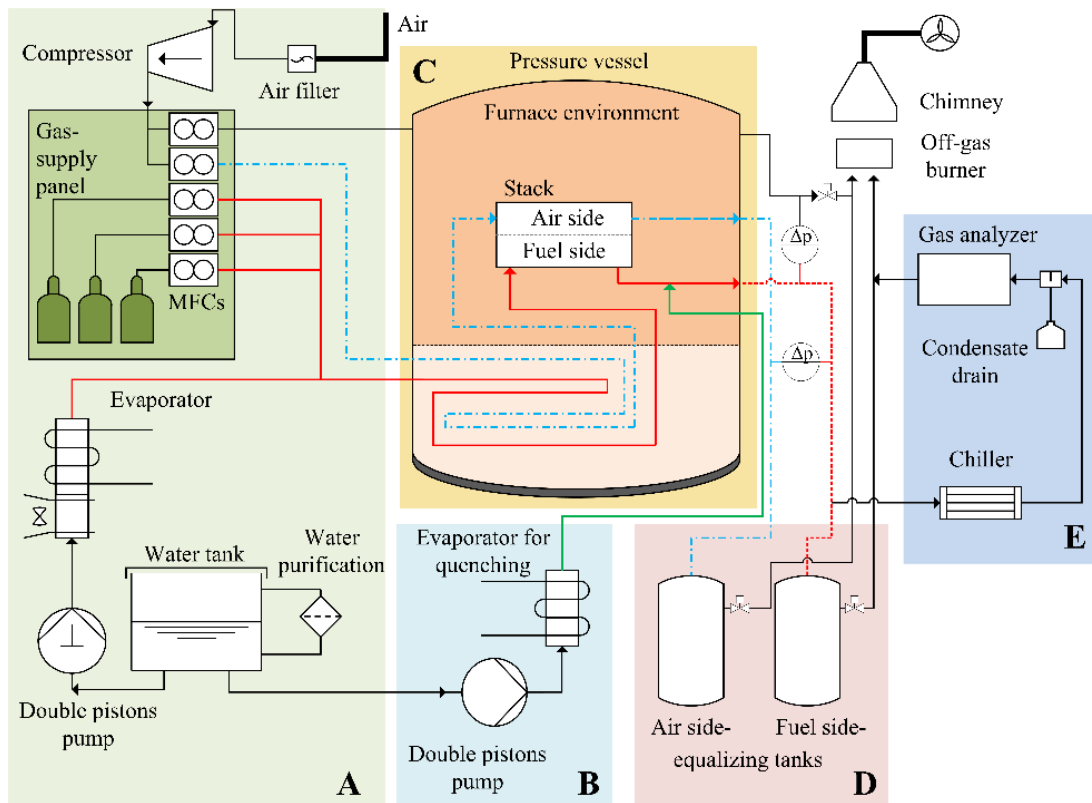 Air
Compressor
Air filter
Gas-
supply
panel
MFCs
Evaporator
Water tank
Water
purification
Double pistons
pump
A
C
Pressure vessel
Furnace environment
Stack
Air side
Fuel side
Evaporator for
quenching
Double pistons
pump
B
Δp
Δp
Chimney
Off-gas
burner
Gas analyzer
Condensate
drain
Chiller
E
Air side-
Fuel side-
equalizing tanks
D